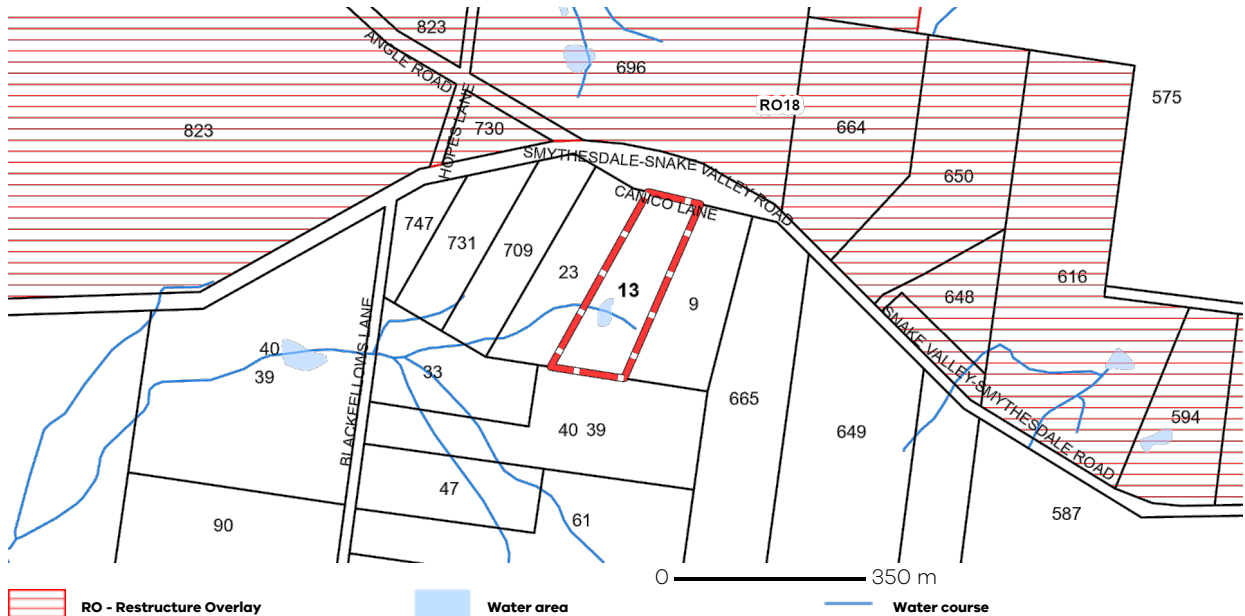 823
ANGLE ROAD
696
575
RO18
HOPES LANE
823
730
664
SMYTHESDALE-SNAKE VALLEY ROAD
650
CANICO LANE
747
731
709
23
13
9
616
648
SNAKE VALLEY-SMYTHESDALE ROAD
BLACKFELLOWS LANE
40
39
33
665
40 39
649
594
47
61
90
587
0 350 m
RO - Restructure Overlay
Water area
Water course